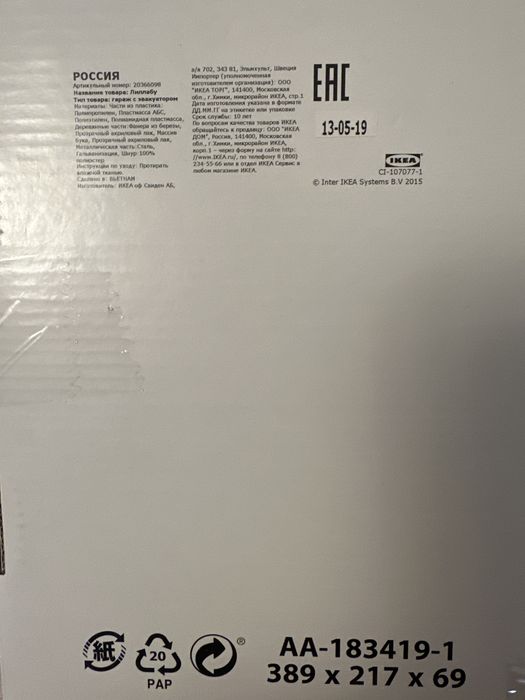 РОССИЯ
Артикульный номер: 20366098
Название товара: Лиллабу
Тип товара: гараж с эвакуатором
Материалы: Части из пластика:
Полипропилен, Пластмасса АБС,
Полиэтилен, Полиамидная пластмасса,
Деревянные части: Фанера из березы,
Прозрачный акриловый лак, Массив
бука, Прозрачный акриловый лак,
Металлическая часть: Сталь,
Гальванизация, Шнур: 100%
полиэстер
Инструкции по уходу: Протирать
влажной тканью.
Сделано в: ВЬЕТНАМ
Изготовитель: ИКЕА оф Свиден АБ,
а/я 702, 343 81, Эльмхульт, Швеция
Импортер (уполномоченная
изготовителем организация): ООО
"ИКЕА ТОРГ", 141400, Московская
обл., г.Химки, микрорайон ИКЕА, стр.1
Дата изготовления указана в формате
ДД.ММ.ГГ на этикетке или упаковке
Срок службы: 10 лет
По вопросам качества товаров ИКЕА
обращайтесь к продавцу: ООО "ИКЕА
ДОМ", Россия, 141400, Московская
обл., г.Химки, микрорайон ИКЕА,
корп.1 – через форму на сайте http:
//www.IKEA.ru/, по телефону 8 (800)
234-55-66 или в отдел ИКЕА Сервис в
любом магазине ИКЕА.
EAC
13-05-19
IKEA
®
CI-107077-1
© Inter IKEA Systems B.V 2015
紙
20
PAP
®
AA-183419-1
389 x 217 x 69